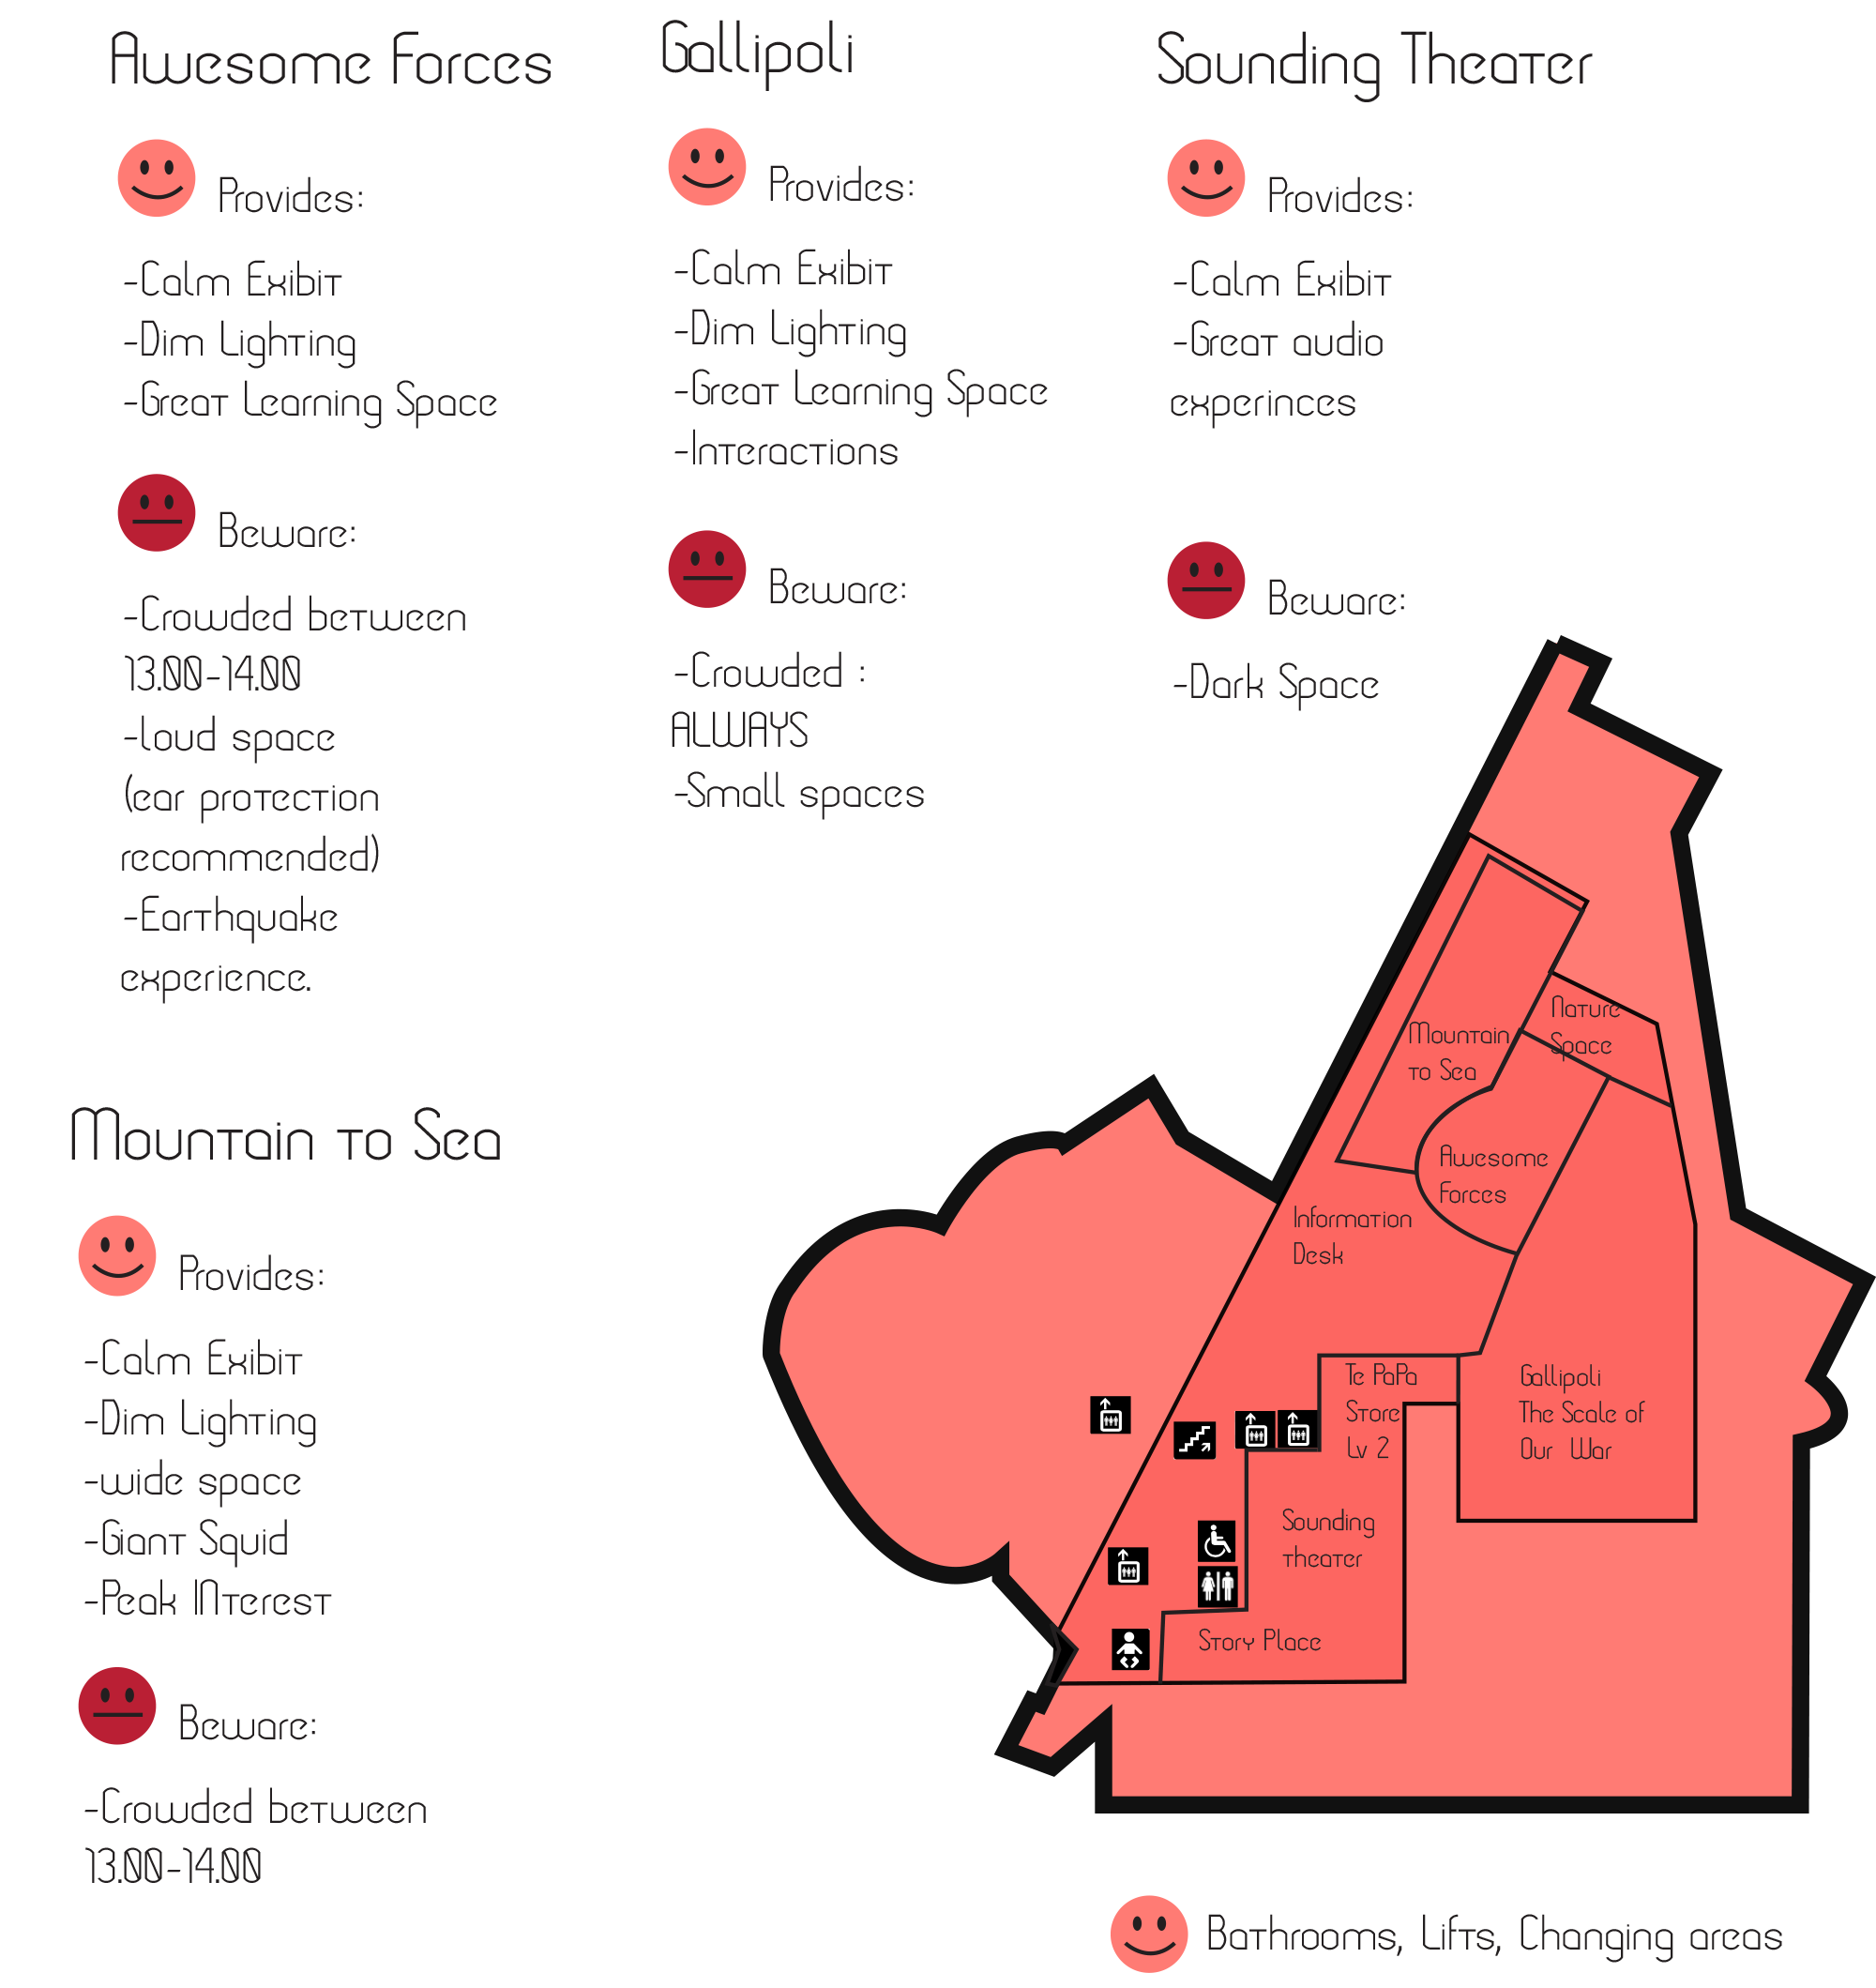 Awesome Forces
Provides:
-Calm Exibit
-Dim Lighting
-Great Learning Space
Beware:
-Crowded between
13.00-14.00
-loud space
(ear protection
recommended)
-Earthquake
experience.
Gallipoli
Provides:
-Calm Exibit
-Dim Lighting
-Great Learning Space
-Interactions
Beware:
-Crowded :
ALWAYS
-Small spaces
Sounding Theater
Provides:
-Calm Exibit
-Great audio
experinces
Beware:
-Dark Space
Mountain to Sea
Provides:
-Calm Exibit
-Dim Lighting
-wide space
-Giant Squid
-Peak INterest
Beware:
-Crowded between
13.00-14.00
Nature
Space
Mountain
to Sea
Awesome
Forces
Information
Desk
Te PaPa
Store
Lv 2
Gallipoli
The Scale of
Our War
Sounding
theater
Story Place
Bathrooms, Lifts, Changing areas